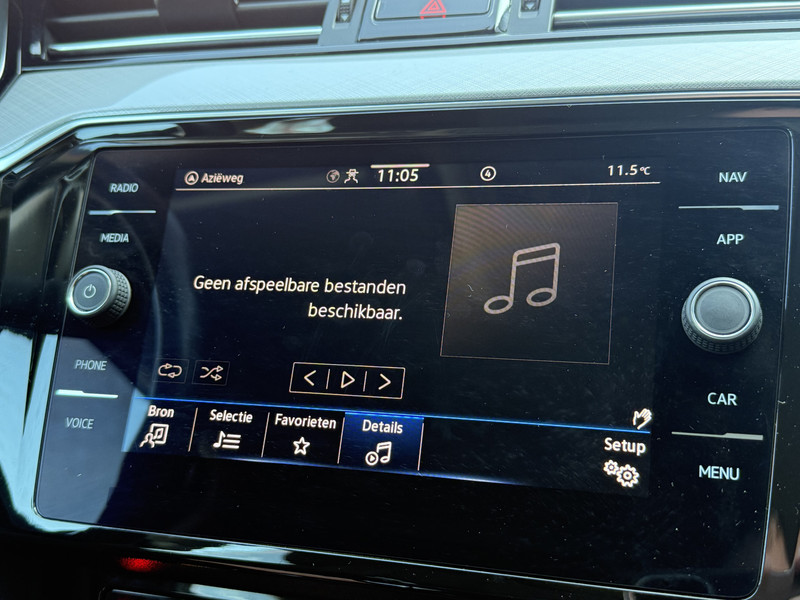 RADIO
MEDIA
PHONE
VOICE
Aziëweg
11:05
4
11.5°C
Geen afspeelbare bestanden
beschikbaar.
Bron
Selectie
Favorieten
Details
Setup
NAV
APP
CAR
MENU